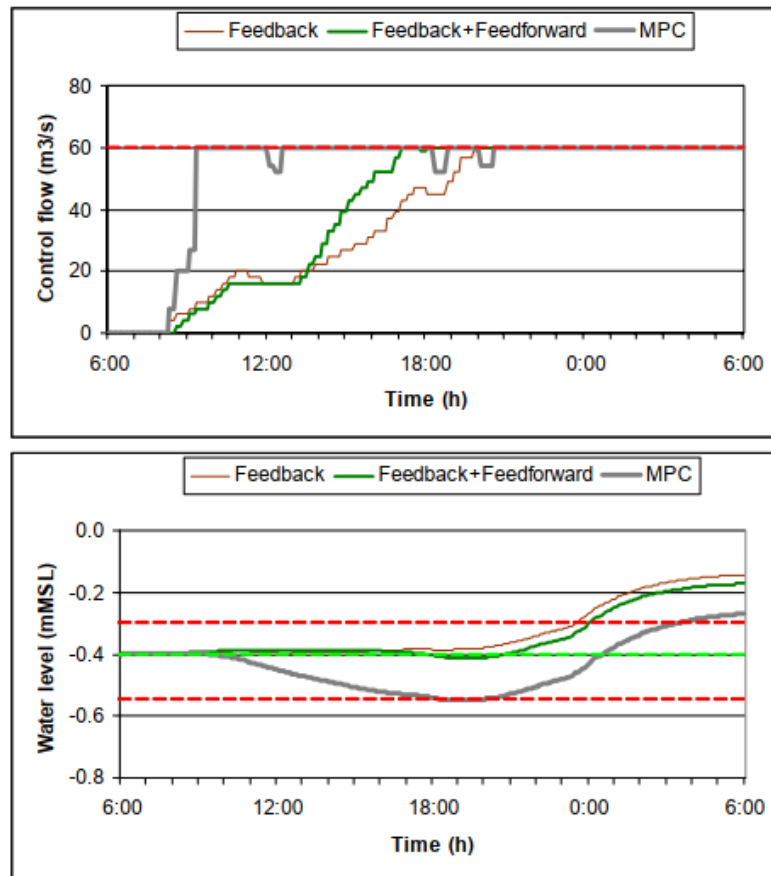 Feedback Feedback+Feedforward MPC
Control flow (m3/s)
80
60
40
20
0
6:00 12:00 18:00 0:00 6:00
Time (h)
Feedback Feedback+Feedforward MPC
Water level (mMSL)
0.0
-0.2
-0.4
-0.6
-0.8
6:00 12:00 18:00 0:00 6:00
Time (h)